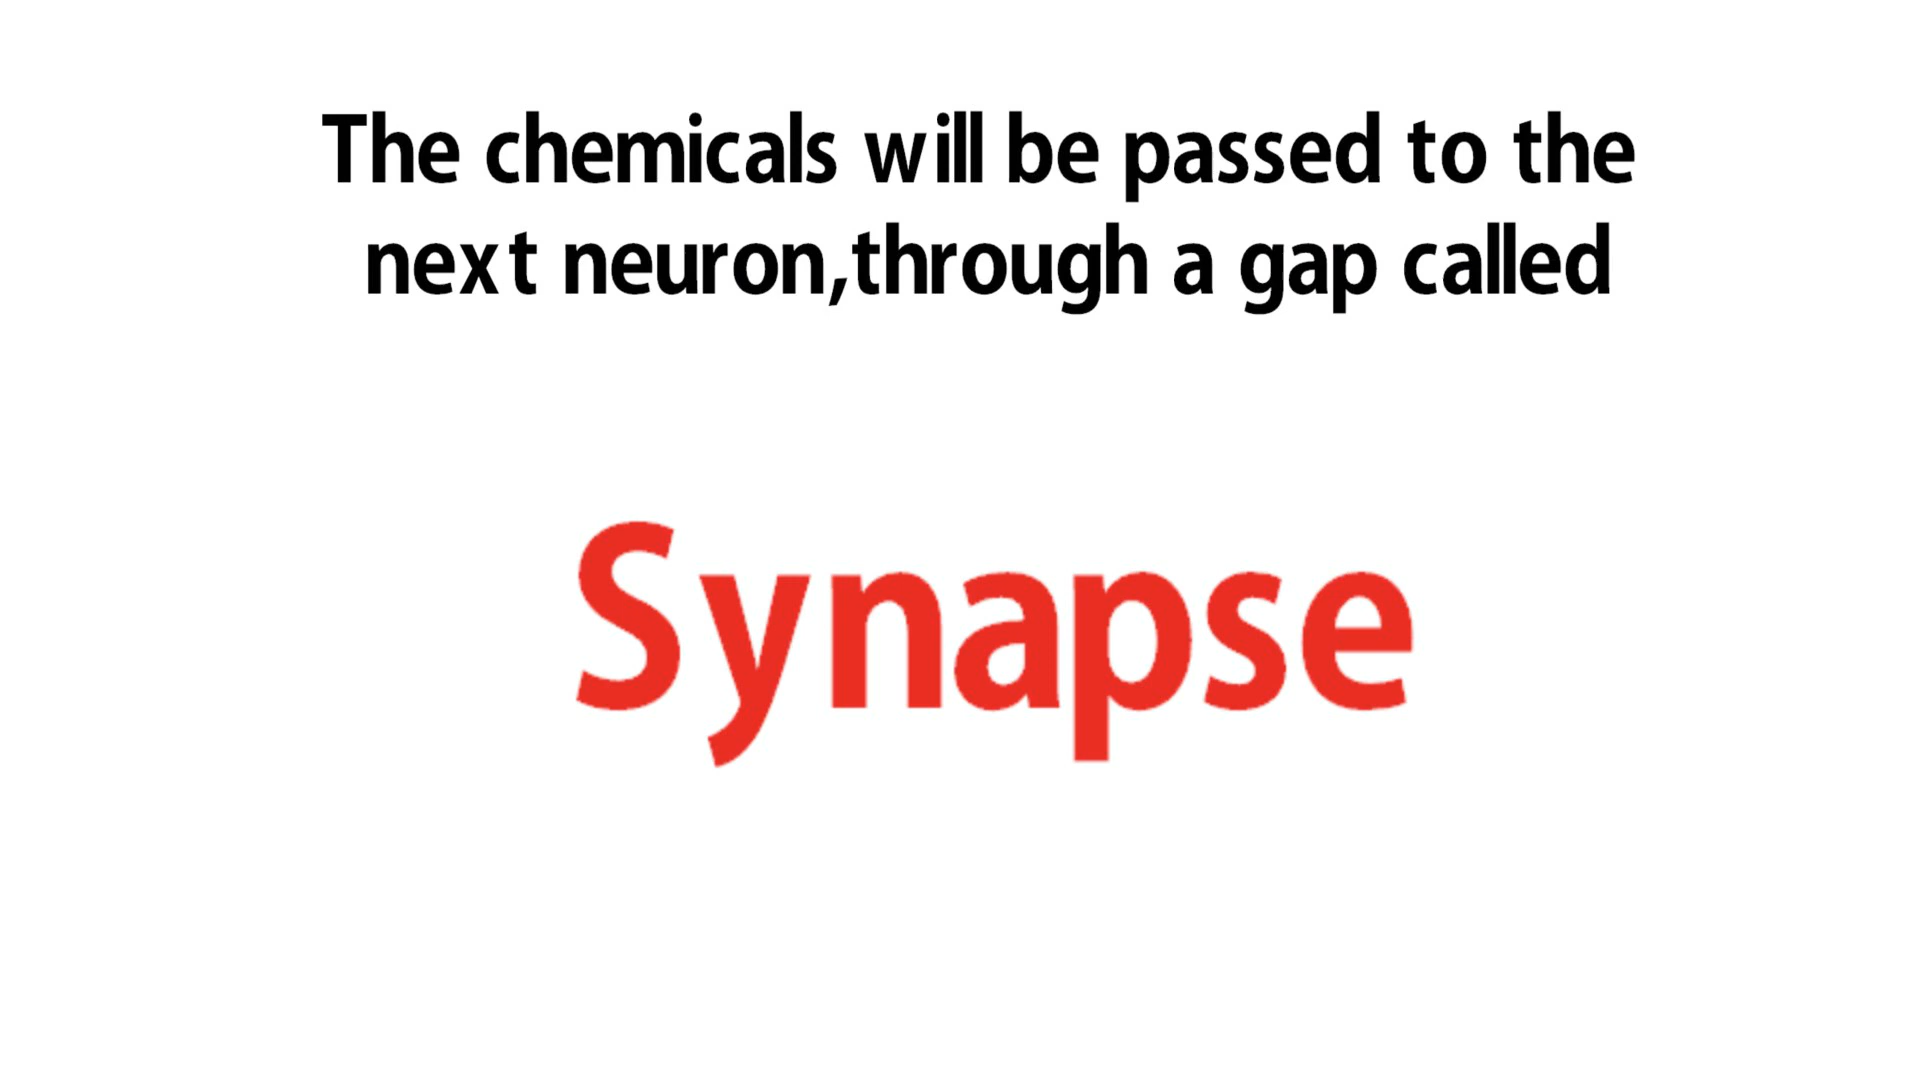 The chemicals will be passed to the
next neuron,through a gap called
Synapse